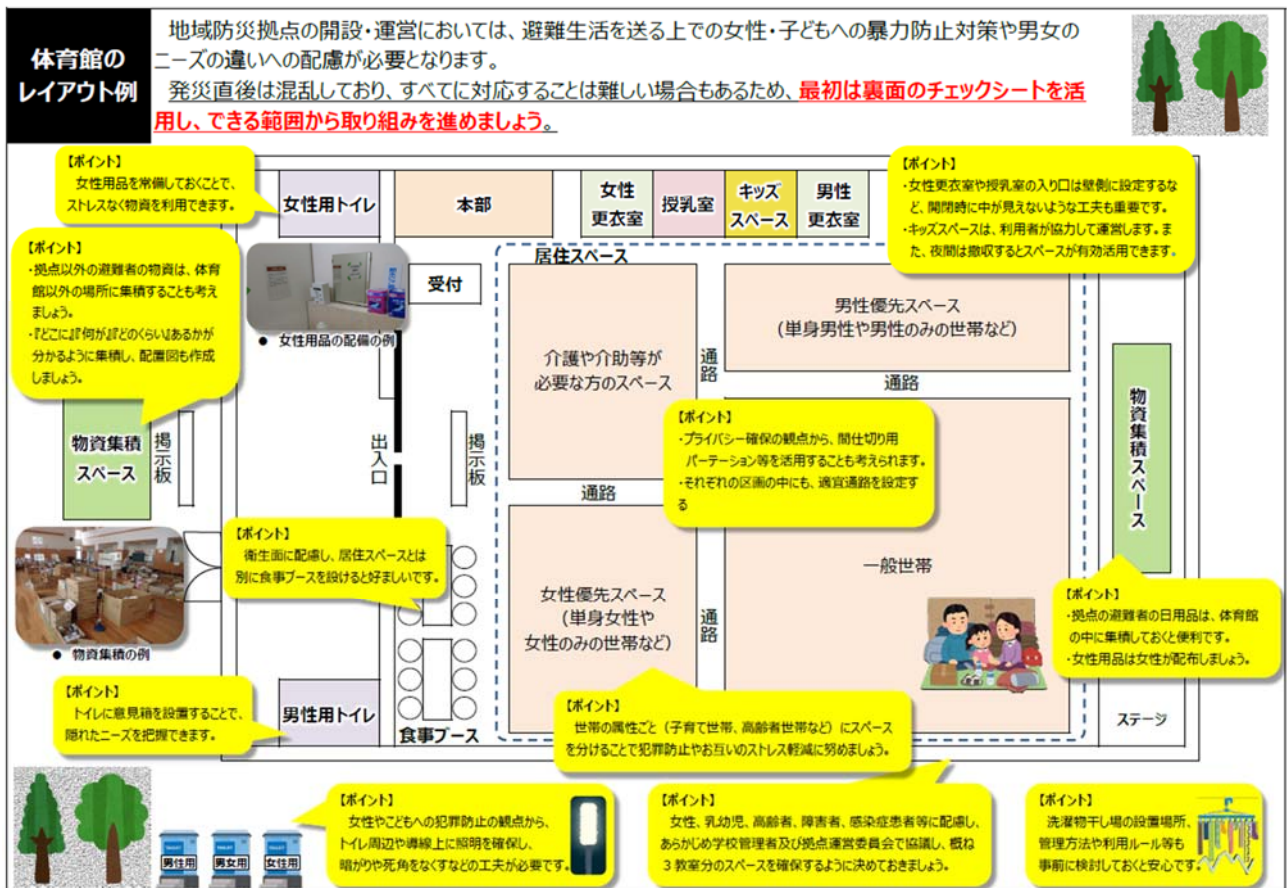 体育館の
レイアウト例
地域防災拠点の開設・運営においては、避難生活を送る上での女性・子どもへの暴力防止対策や男女の
ニーズの違いへの配慮が必要となります。
発災直後は混乱しており、すべてに対応することは難しい場合もあるため、最初は裏面のチェックシートを活
用し、できる範囲から取り組みを進めましょう。
【ポイント】
女性用品を常備しておくことで、
ストレスなく物資を利用できます。
女性用トイレ
本部
女性
更衣室
授乳室
キッズ
スペース
男性
更衣室
【ポイント】
・女性更衣室や授乳室の入り口は壁側に設定するな
ど、開閉時に中が見えないような工夫も重要です。
・キッズスペースは、利用者が協力して運営します。ま
た、夜間は撤収するとスペースが有効活用できます。
【ポイント】
・拠点以外の避難者の物資は、体育
館以外の場所に集積することも考え
ましょう。
・『どこに』『何が』『どのくらい』あるかが
分かるように集積し、配置図も作成
しましょう。
● 女性用品の配備の例
受付
居住スペース
介護や介助等が
必要な方のスペース
通路
男性優先スペース
（単身男性や男性のみの世帯など）
通路
物資集積
スペース
掲示板
出入口
掲示板
【ポイント】
・プライバシー確保の観点から、間仕切り用
パーテーション等を活用することも考えられます。
・それぞれの区画の中にも、適宜通路を設定す
る
通路
物資集積スペース
● 物資集積の例
【ポイント】
衛生面に配慮し、居住スペースとは
別に食事ブースを設けると好ましいです。
女性優先スペース
（単身女性や
女性のみの世帯など）
通路
一般世帯
【ポイント】
・拠点の避難者の日用品は、体育館
の中に集積しておくと便利です。
・女性用品は女性が配布しましょう。
【ポイント】
トイレに意見箱を設置することで、
隠れたニーズを把握できます。
男性用トイレ
食事ブース
【ポイント】
世帯の属性ごと（子育て世帯、高齢者世帯など）にスペース
を分けることで犯罪防止やお互いのストレス軽減に努めましょう。
ステージ
男性用
男女用
女性用
【ポイント】
女性やこどもへの犯罪防止の観点から、
トイレ周辺や導線上に照明を確保し、
暗がりや死角をなくすなどの工夫が必要です。
【ポイント】
女性、乳幼児、高齢者、障害者、感染症患者等に配慮し、
あらかじめ学校管理者及び拠点運営委員会で協議し、概ね
３教室分のスペースを確保するように決めておきましょう。
【ポイント】
洗濯物干し場の設置場所、
管理方法や利用ルール等も
事前に検討しておくと安心です。